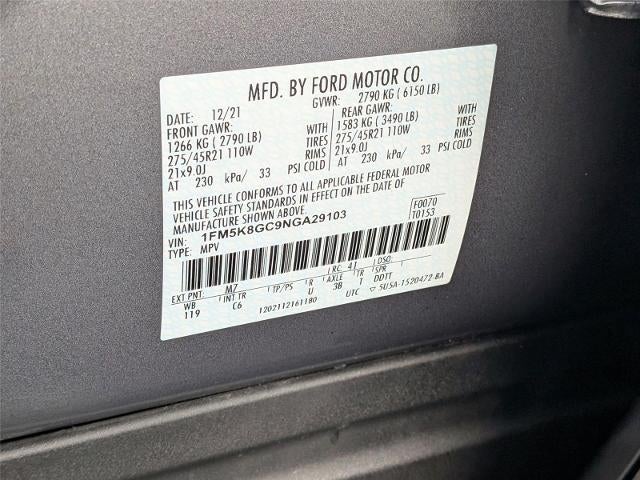 MFD. BY FORD MOTOR CO.
DATE: 12/21 GVWR: 2790 KG ( 6150 LB)
FRONT GAWR: REAR GAWR:
1266 KG ( 2790 LB) WITH 1583 KG ( 3490 LB) WITH
275/45R21 110W TIRES 275/45R21 110W TIRES
21x9.0J RIMS 21x9.0J RIMS
AT 230 kPa/ 33 PSI COLD AT 230 kPa/ 33 PSI COLD
THIS VEHICLE CONFORMS TO ALL APPLICABLE FEDERAL MOTOR
VEHICLE SAFETY STANDARDS IN EFFECT ON THE DATE OF
MANUFACTURE SHOWN ABOVE.
VIN: 1FM5K8GC9NGA29103 F0070
TYPE: MPV T0153
EXT PNT: M7 RC: 41 DSO:
WB INT TR TP/PS R AXLE TR SPR
119 C6 U 3B T DDTT
1202112161180 UTC 5USA-1520472 BA